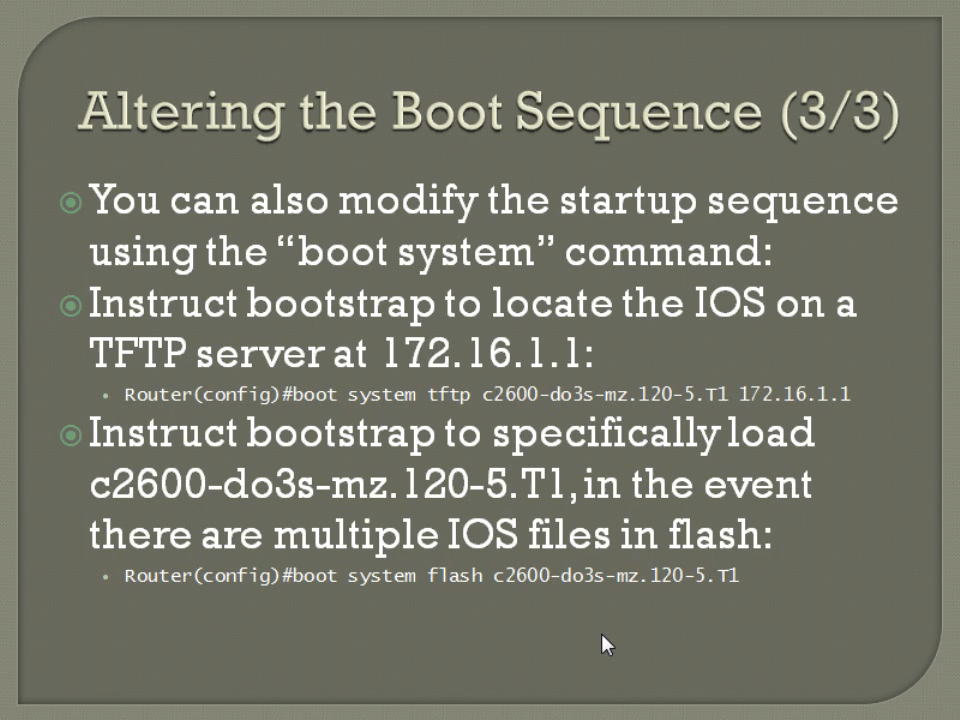 Altering the Boot Sequence (3/3)
You can also modify the startup sequence
using the “boot system” command:
Instruct bootstrap to locate the IOS on a
TFTP server at 172.16.1.1:
Router(config)#boot system tftp c2600-do3s-mz.120-5.T1 172.16.1.1
Instruct bootstrap to specifically load
c2600-do3s-mz.120-5.T1, in the event
there are multiple IOS files in flash:
Router(config)#boot system flash c2600-do3s-mz.120-5.T1